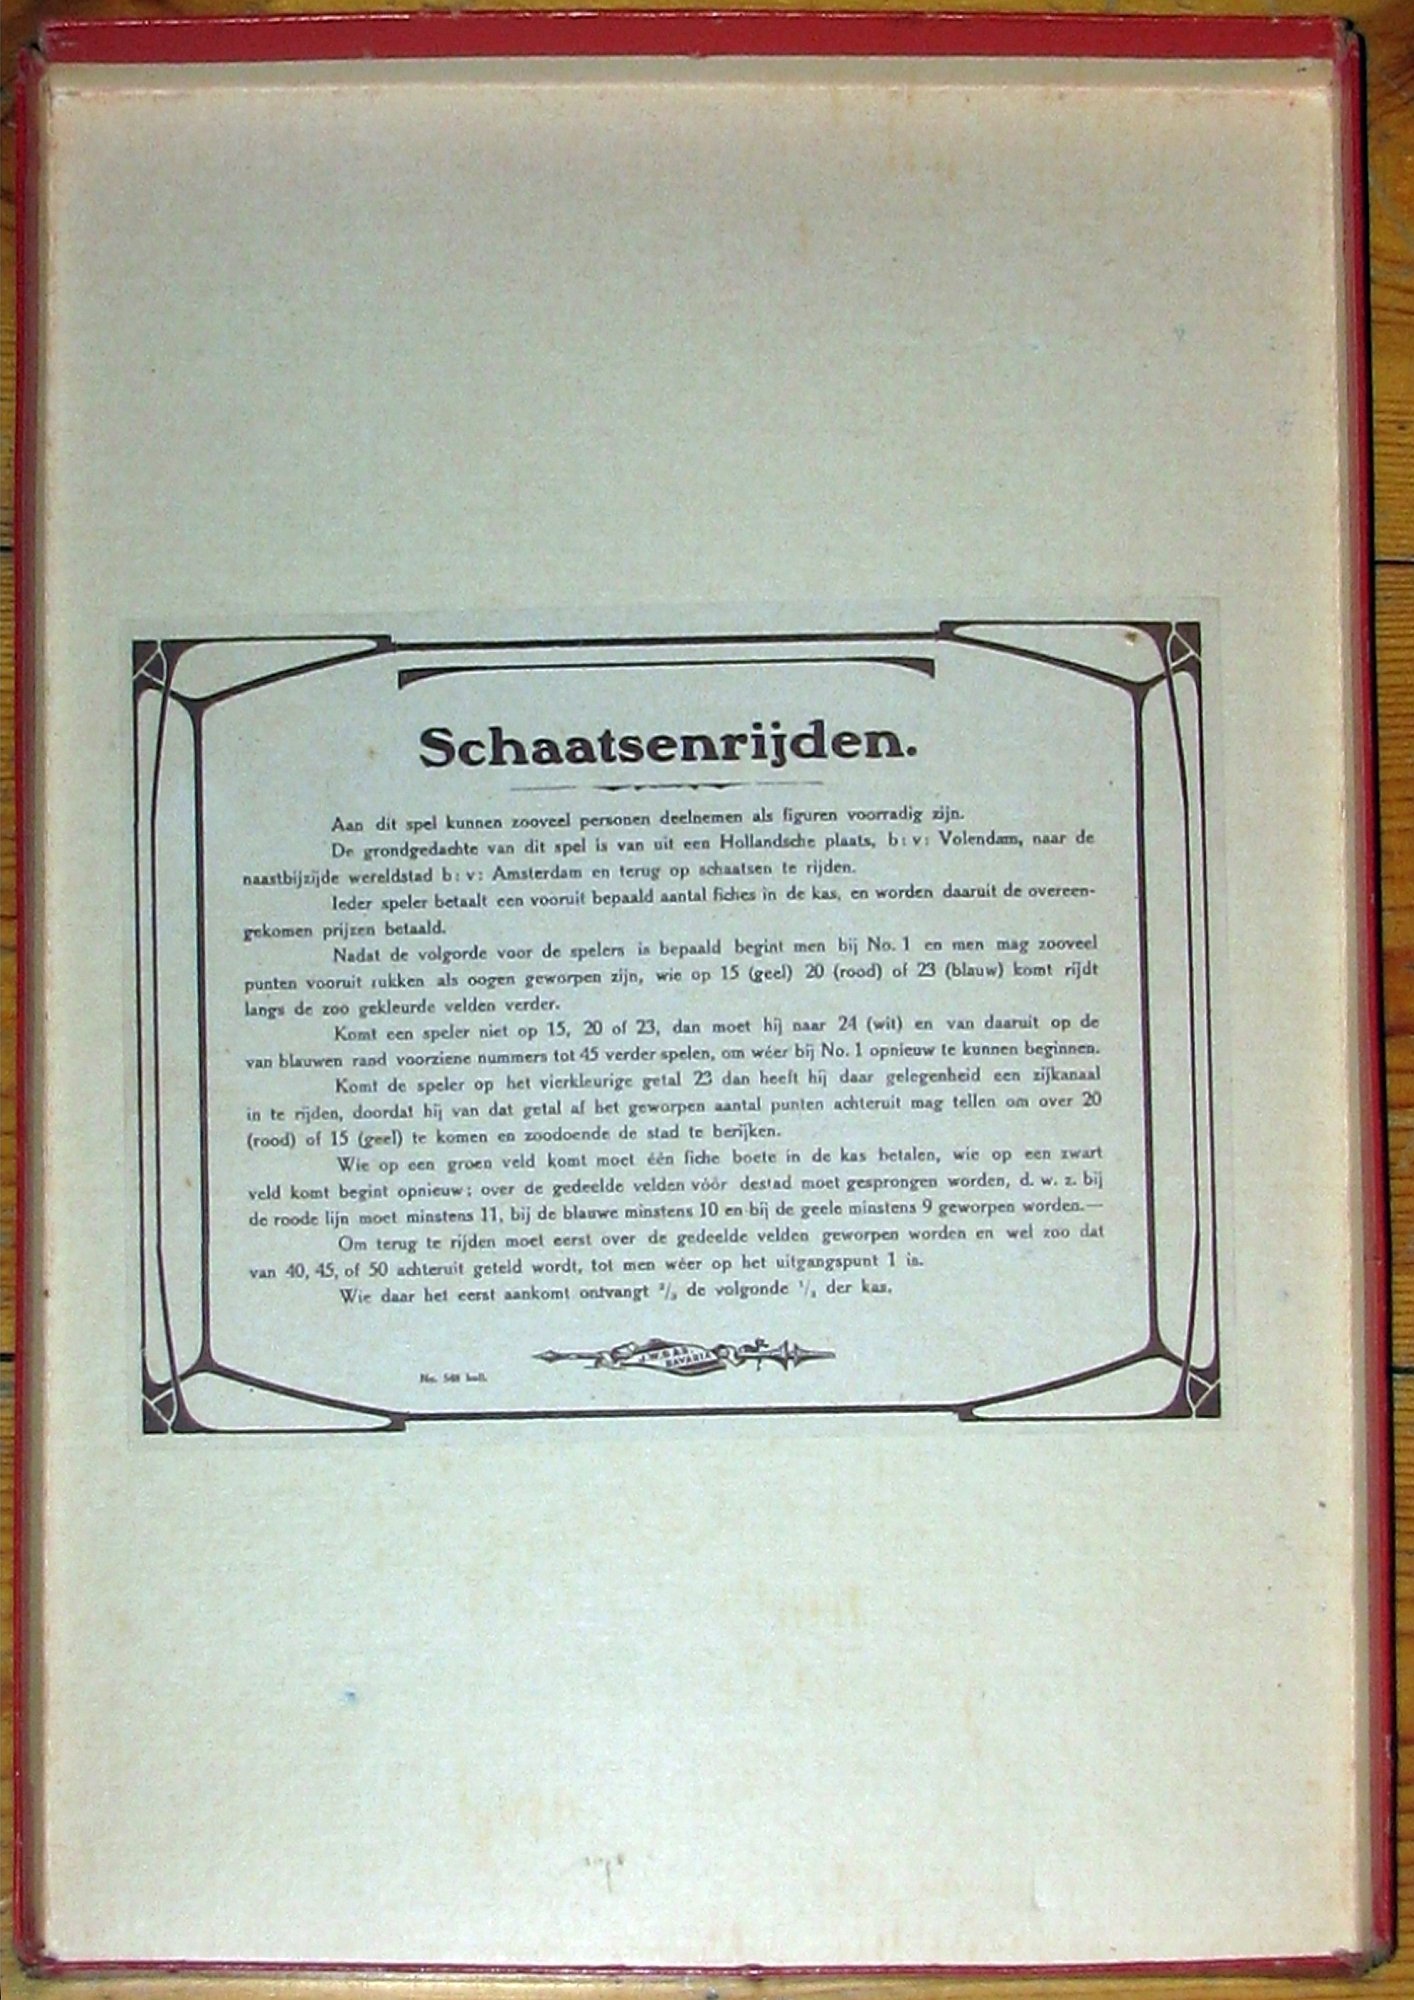 Schaatsenrijden.
Aan dit spel kunnen zooveel personen deelnemen als figuren voorradig zijn.
De grondgedachte van dit spel is van uit een Hollandsche plaats, b:v: Volendam, naar de
naastbijzijde wereldstad b:v: Amsterdam en terug op schaatsen te rijden.
Ieder speler betaalt een vooruit bepaald aantal fiches in de kas, en worden daaruit de overeen-
gekomen prijzen betaald.
Nadat de volgorde voor de spelers is bepaald begint men bij No. 1 en men mag zooveel
punten vooruit rukken als oogen geworpen zijn, wie op 15 (geel) 20 (rood) of 23 (blauw) komt rijdt
langs de zoo gekleurde velden verder.
Komt een speler niet op 15, 20 of 23, dan moet hij naar 24 (wit) en van daaruit op de
van blauwen rand voorziene nummers tot 45 verder spelen, om wéer bij No. 1 opnieuw te kunnen beginnen.
Komt de speler op het vierkleurige getal 23 dan heeft hij daar gelegenheid een zijkanaal
in te rijden, doordat hij van dat getal af het geworpen aantal punten achteruit mag tellen om over 20
(rood) of 15 (geel) te komen en zoodoende de stad te berijken.
Wie op een groen veld komt moet één fiche boete in de kas betalen, wie op een zwart
veld komt begint opnieuw; over de gedeelde velden vóór destad moet gesprongen worden, d. w. z. bij
de roode lijn moet minstens 11, bij de blauwe minstens 10 en bij de geele minstens 9 geworpen worden.—
Om terug te rijden moet eerst over de gedeelde velden geworpen worden en wel zoo dat
van 40, 45, of 50 achteruit geteld wordt, tot men wéer op het uitgangspunt 1 is.
Wie daar het eerst aankomt ontvangt ²/₃ de volgonde ¹/₃ der kas.
J.W.S.&S.
BAVARIA
No. 548 holl.